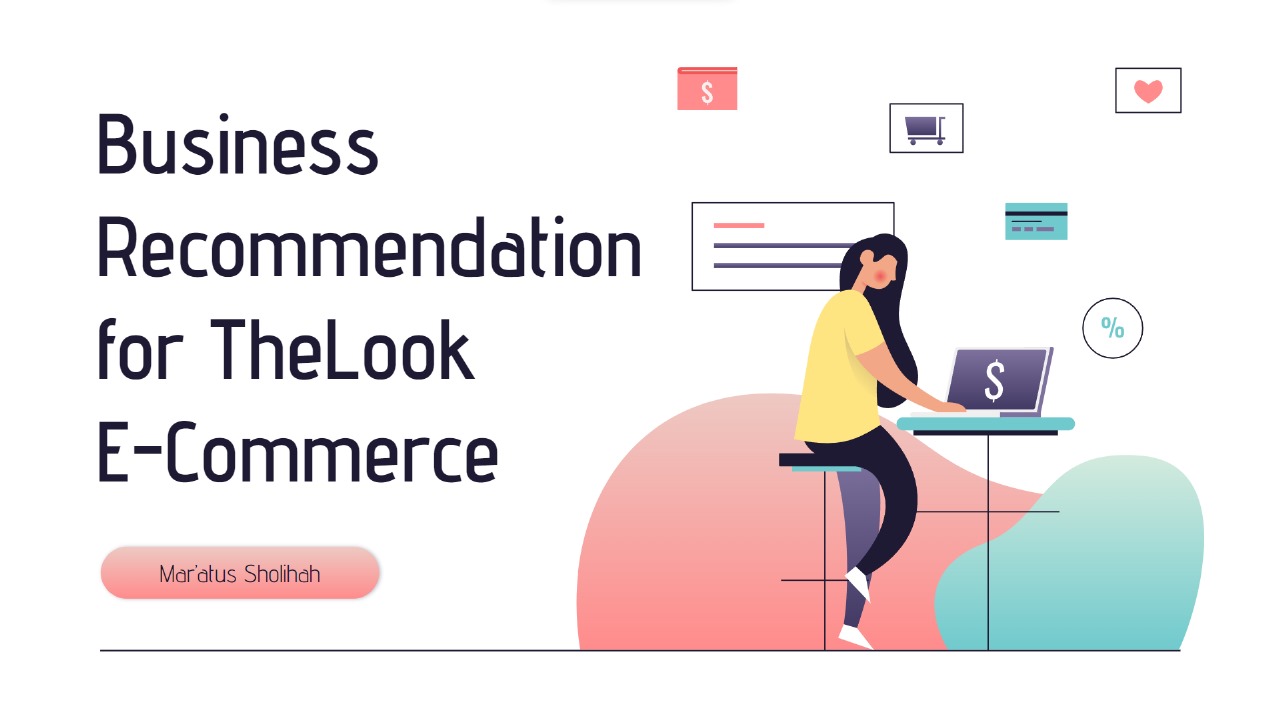 Business
Recommendation
for TheLook
E-Commerce
Mar'atus Sholihah
$
%
$